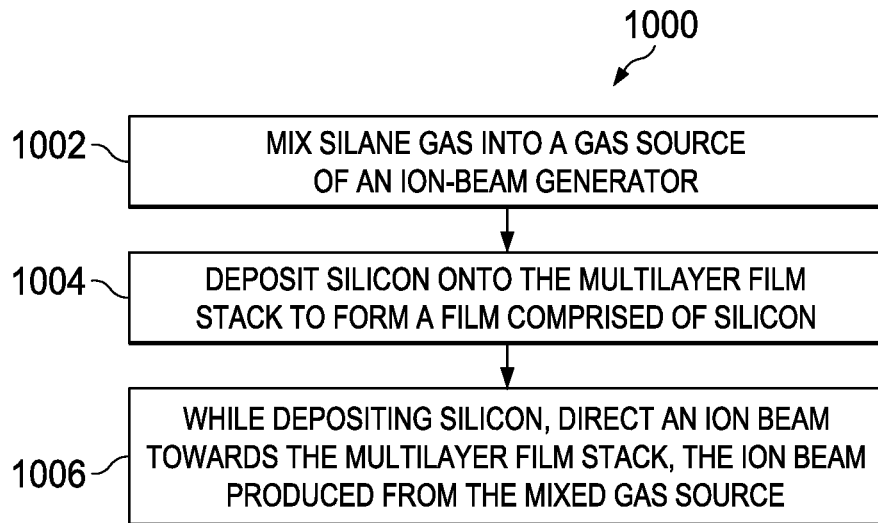 1000
1002
MIX SILANE GAS INTO A GAS SOURCE
OF AN ION-BEAM GENERATOR
1004
DEPOSIT SILICON ONTO THE MULTILAYER FILM
STACK TO FORM A FILM COMPRISED OF SILICON
1006
WHILE DEPOSITING SILICON, DIRECT AN ION BEAM
TOWARDS THE MULTILAYER FILM STACK, THE ION BEAM
PRODUCED FROM THE MIXED GAS SOURCE